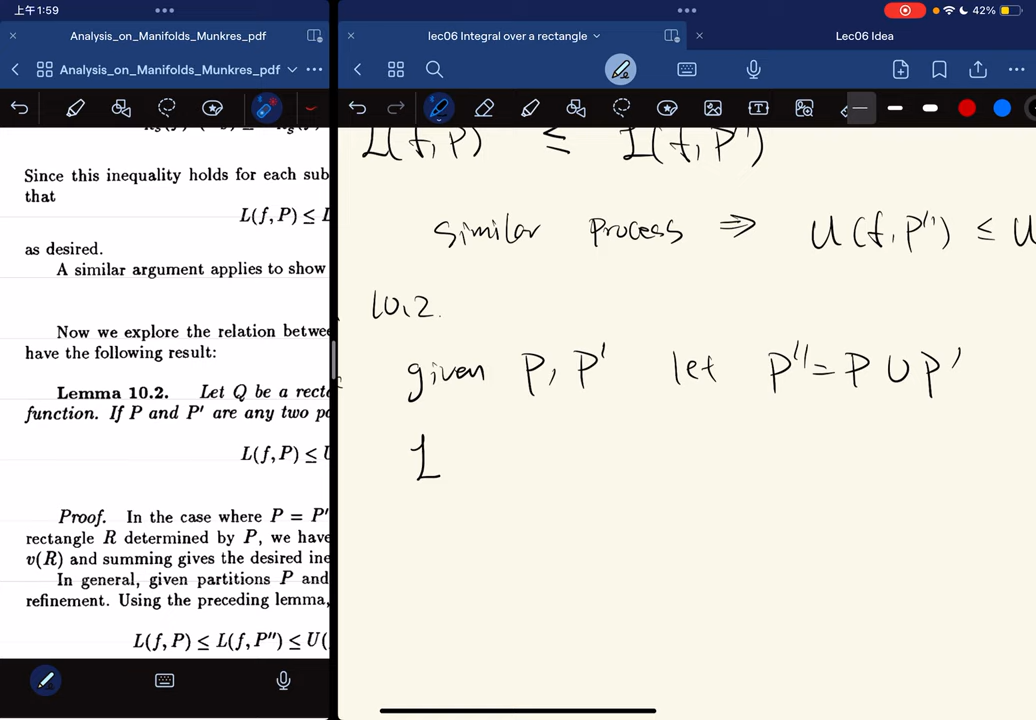 上午1:59
42%
Analysis_on_Manifolds_Munkres_pdf
Analysis_on_Manifolds_Munkres_pdf
Since this inequality holds for each sub
that
L(f, P) ≤ L
as desired.
A similar argument applies to show
Now we explore the relation betwee
have the following result:
Lemma 10.2. Let Q be a recta
function. If P and P′ are any two pa
L(f, P) ≤ U
Proof. In the case where P = P′
rectangle R determined by P, we have
v(R) and summing gives the desired ine
In general, given partitions P and
refinement. Using the preceding lemma,
L(f, P) ≤ L(f, P″) ≤ U(
lec06 Integral over a rectangle
Lec06 Idea
L(f, P) ≤ L(f, P″)
similar process ⇒ U(f, P″) ≤ U
10.2.
given P, P′ let P″ = P ∪ P′
L